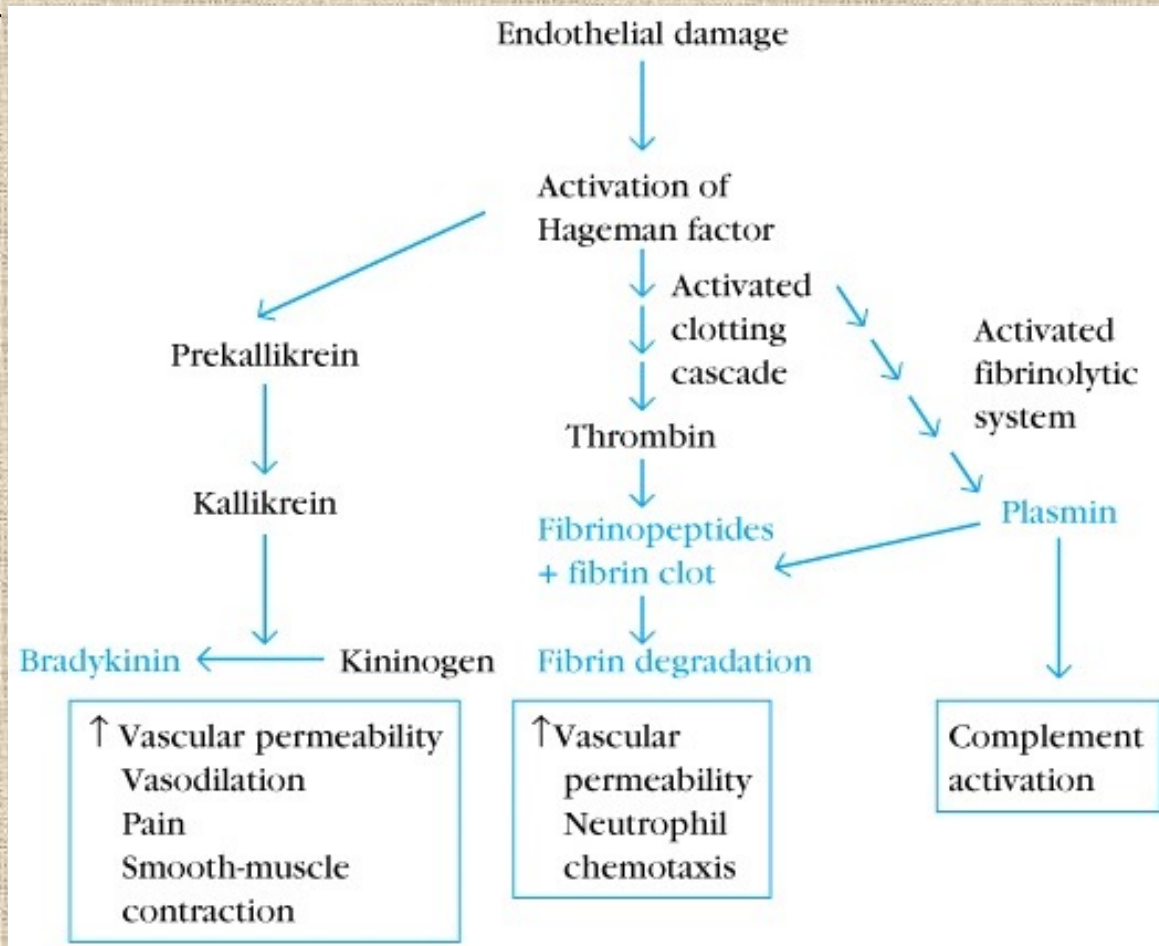 Endothelial damage
Activation of
Hageman factor
Activated
clotting
cascade
Activated
fibrinolytic
system
Prekallikrein
Thrombin
Kallikrein
Fibrinopeptides
+ fibrin clot
Plasmin
Bradykinin
Kininogen
Fibrin degradation
↑ Vascular permeability
Vasodilation
Pain
Smooth-muscle
contraction
↑Vascular
permeability
Neutrophil
chemotaxis
Complement
activation